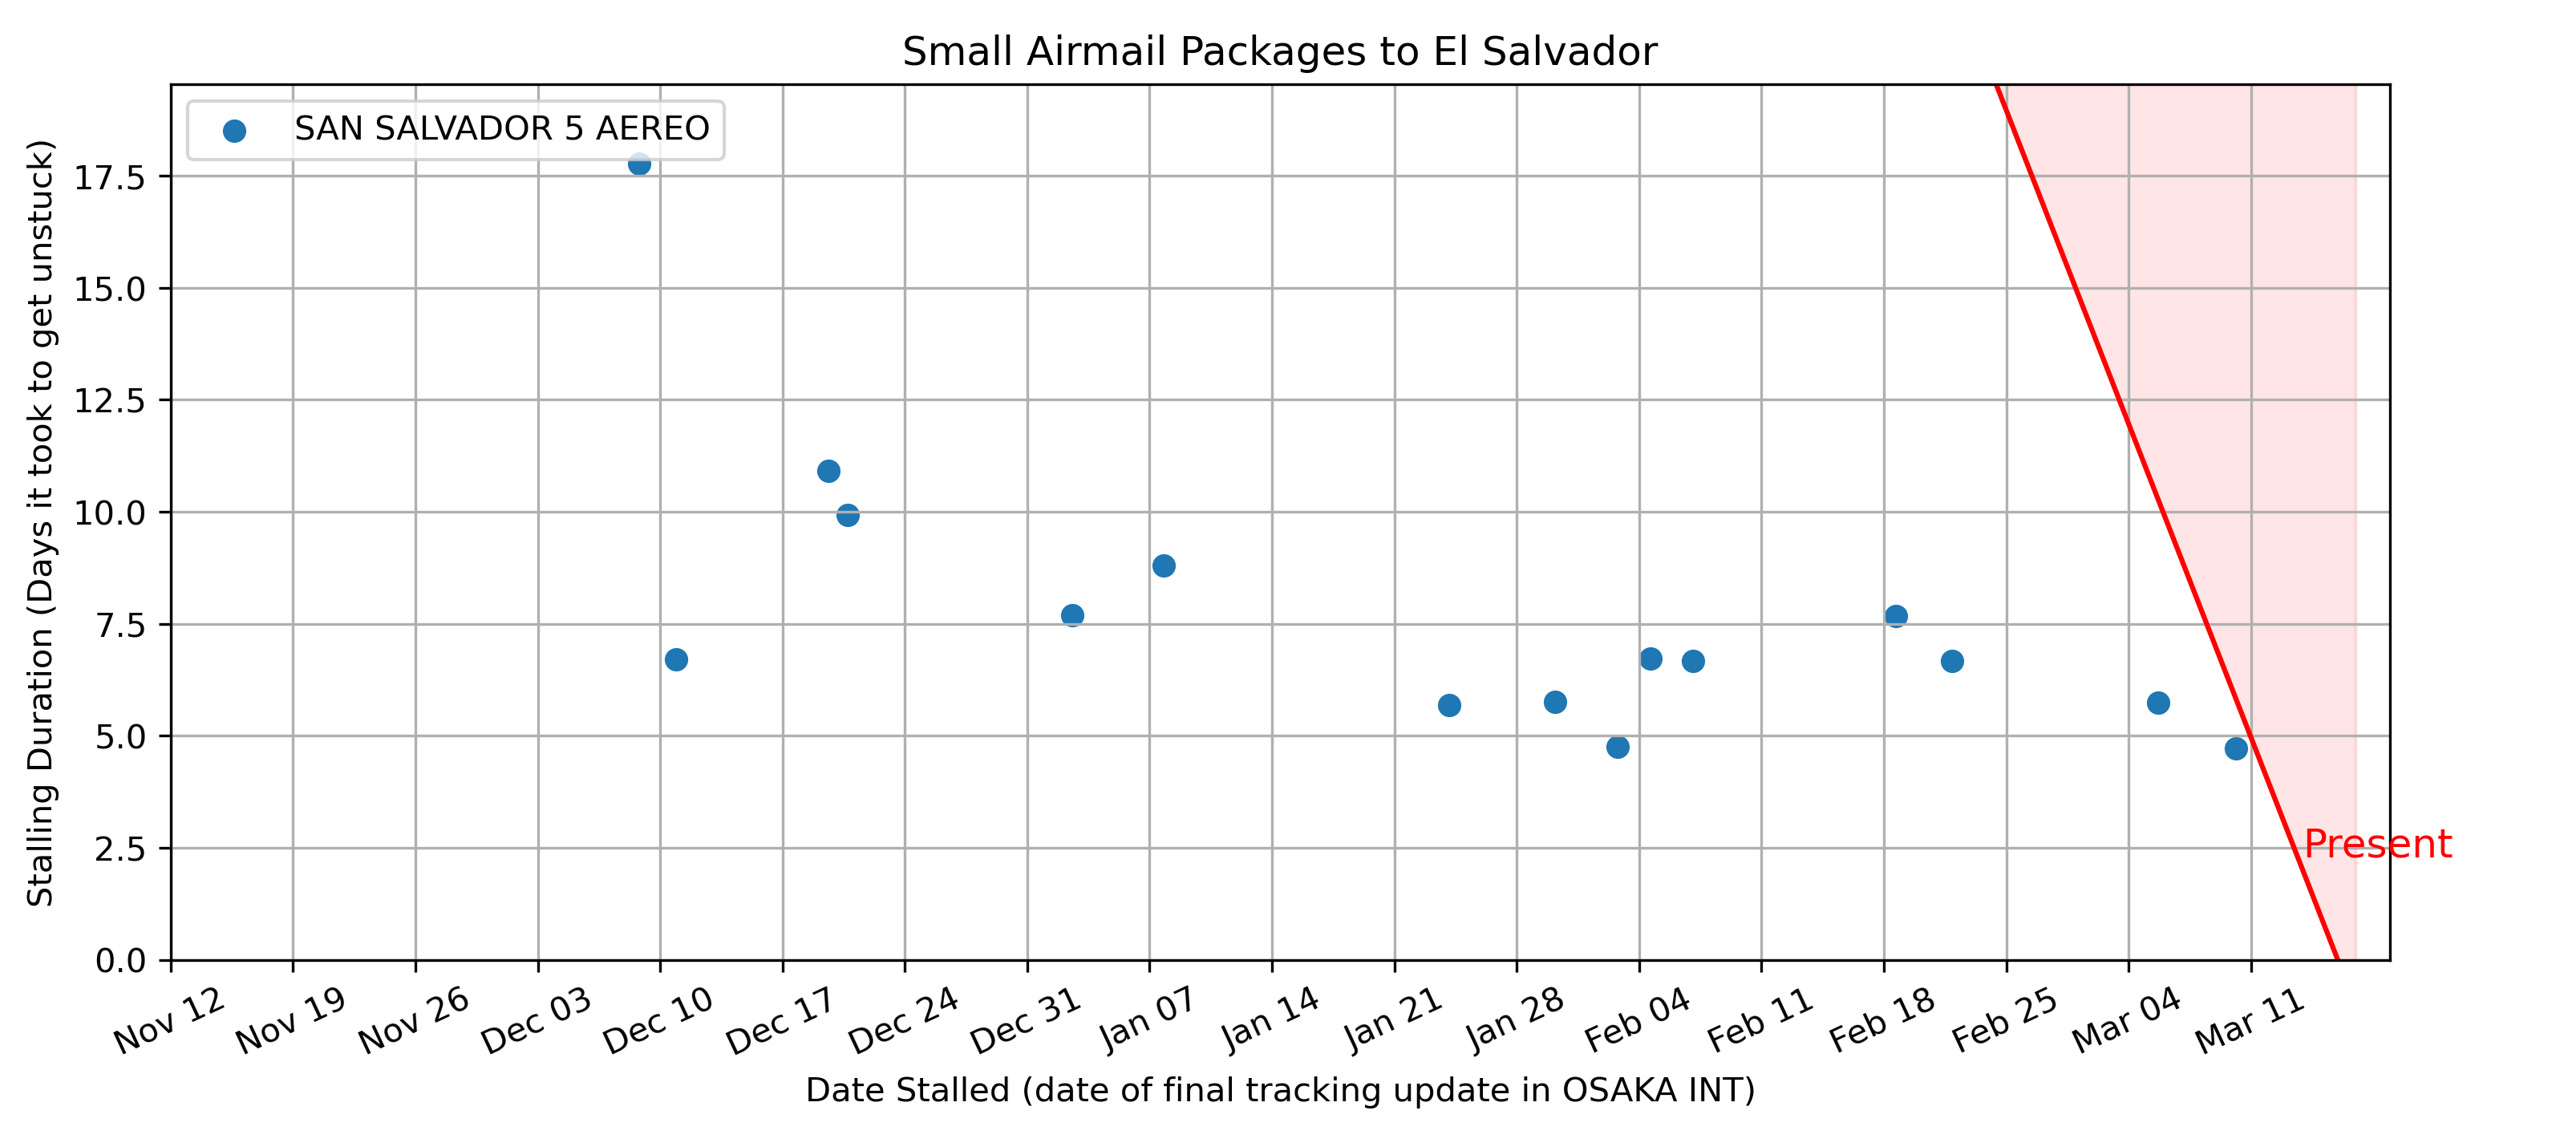 Small Airmail Packages to El Salvador
SAN SALVADOR 5 AEREO
Stalling Duration (Days it took to get unstuck)
17.5
15.0
12.5
10.0
7.5
5.0
2.5
0.0
Present
Nov 12 Nov 19 Nov 26 Dec 03 Dec 10 Dec 17 Dec 24 Dec 31 Jan 07 Jan 14 Jan 21 Jan 28 Feb 04 Feb 11 Feb 18 Feb 25 Mar 04 Mar 11
Date Stalled (date of final tracking update in OSAKA INT)